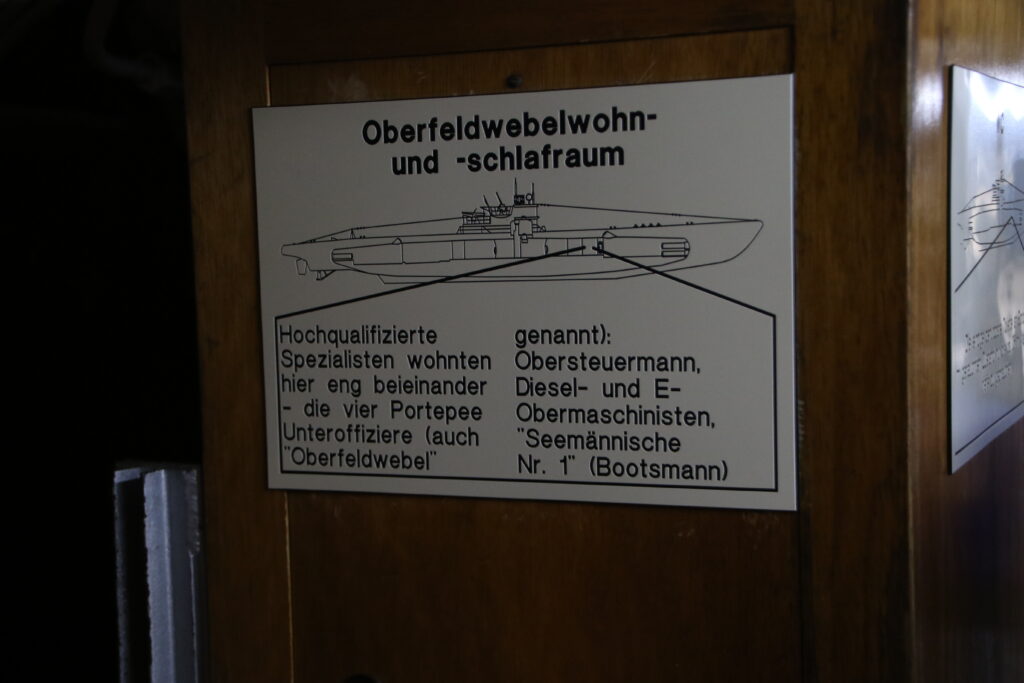 Oberfeldwebelwohn-
und -schlafraum
Hochqualifizierte
Spezialisten wohnten
hier eng beieinander
- die vier Portepee
Unteroffiziere (auch
"Oberfeldwebel"
genannt):
Obersteuermann,
Diesel- und E-
Obermaschinisten,
"Seemännische
Nr. 1" (Bootsmann)